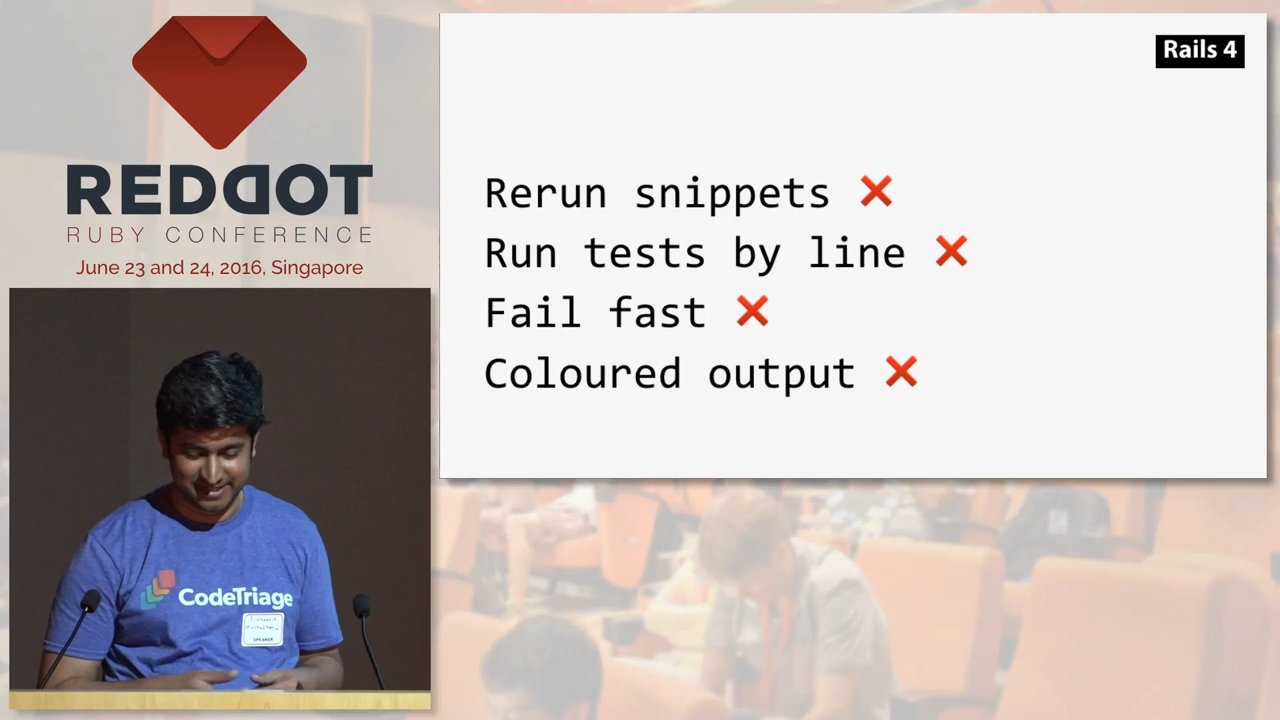 REDDOT
RUBY CONFERENCE
June 23 and 24, 2016, Singapore
Rails 4
Rerun snippets ❌
Run tests by line ❌
Fail fast ❌
Coloured output ❌
CodeTriage
SPEAKER